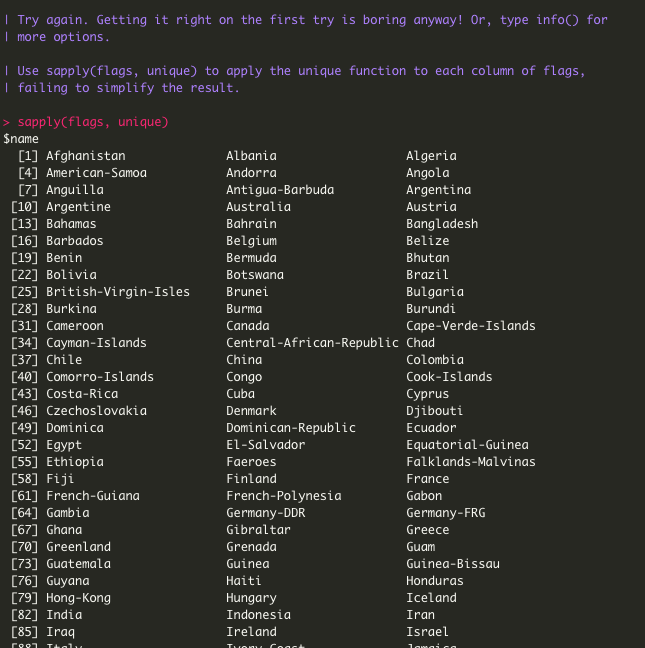 | Try again. Getting it right on the first try is boring anyway! Or, type info() for
| more options.
| Use sapply(flags, unique) to apply the unique function to each column of flags,
| failing to simplify the result.
> sapply(flags, unique)
$name
[1] Afghanistan Albania Algeria
[4] American-Samoa Andorra Angola
[7] Anguilla Antigua-Barbuda Argentina
[10] Argentine Australia Austria
[13] Bahamas Bahrain Bangladesh
[16] Barbados Belgium Belize
[19] Benin Bermuda Bhutan
[22] Bolivia Botswana Brazil
[25] British-Virgin-Isles Brunei Bulgaria
[28] Burkina Burma Burundi
[31] Cameroon Canada Cape-Verde-Islands
[34] Cayman-Islands Central-African-Republic Chad
[37] Chile China Colombia
[40] Comorro-Islands Congo Cook-Islands
[43] Costa-Rica Cuba Cyprus
[46] Czechoslovakia Denmark Djibouti
[49] Dominica Dominican-Republic Ecuador
[52] Egypt El-Salvador Equatorial-Guinea
[55] Ethiopia Faeroes Falklands-Malvinas
[58] Fiji Finland France
[61] French-Guiana French-Polynesia Gabon
[64] Gambia Germany-DDR Germany-FRG
[67] Ghana Gibraltar Greece
[70] Greenland Grenada Guam
[73] Guatemala Guinea Guinea-Bissau
[76] Guyana Haiti Honduras
[79] Hong-Kong Hungary Iceland
[82] India Indonesia Iran
[85] Iraq Ireland Israel
[88] Italy Ivory-Coast Jamaica